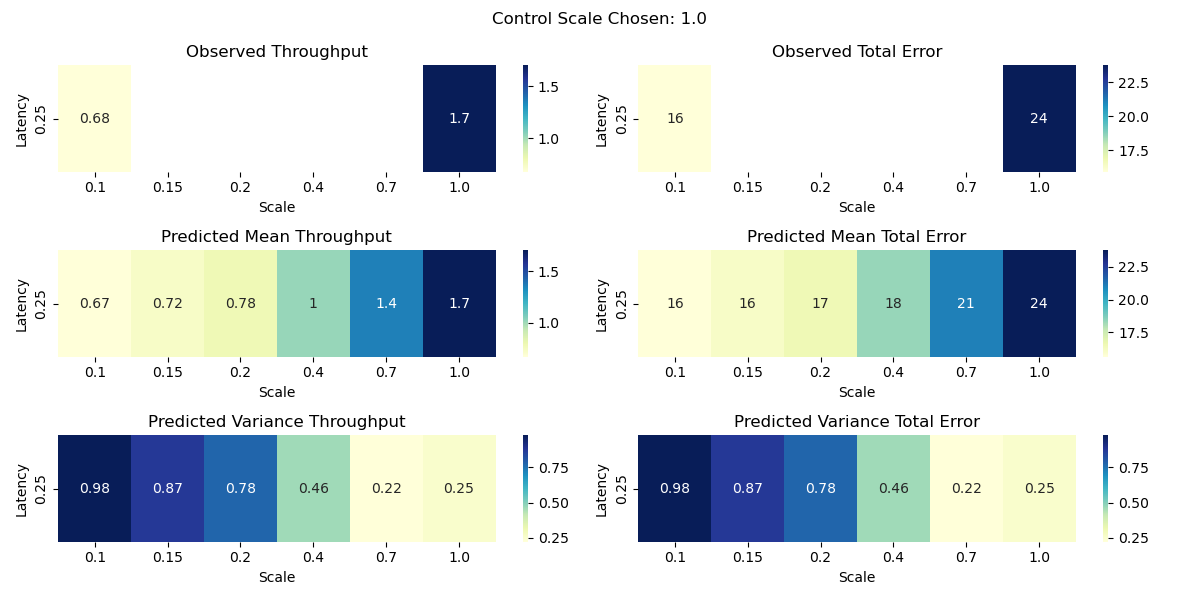 Control Scale Chosen: 1.0
Observed Throughput
Latency
0.25
0.68
1.7
0.1 0.15 0.2 0.4 0.7 1.0
Scale
1.5
1.0
Observed Total Error
Latency
0.25
16
24
0.1 0.15 0.2 0.4 0.7 1.0
Scale
22.5
20.0
17.5
Predicted Mean Throughput
Latency
0.25
0.67 0.72 0.78 1 1.4 1.7
0.1 0.15 0.2 0.4 0.7 1.0
Scale
1.5
1.0
Predicted Mean Total Error
Latency
0.25
16 16 17 18 21 24
0.1 0.15 0.2 0.4 0.7 1.0
Scale
22.5
20.0
17.5
Predicted Variance Throughput
Latency
0.25
0.98 0.87 0.78 0.46 0.22 0.25
0.1 0.15 0.2 0.4 0.7 1.0
Scale
0.75
0.50
0.25
Predicted Variance Total Error
Latency
0.25
0.98 0.87 0.78 0.46 0.22 0.25
0.1 0.15 0.2 0.4 0.7 1.0
Scale
0.75
0.50
0.25